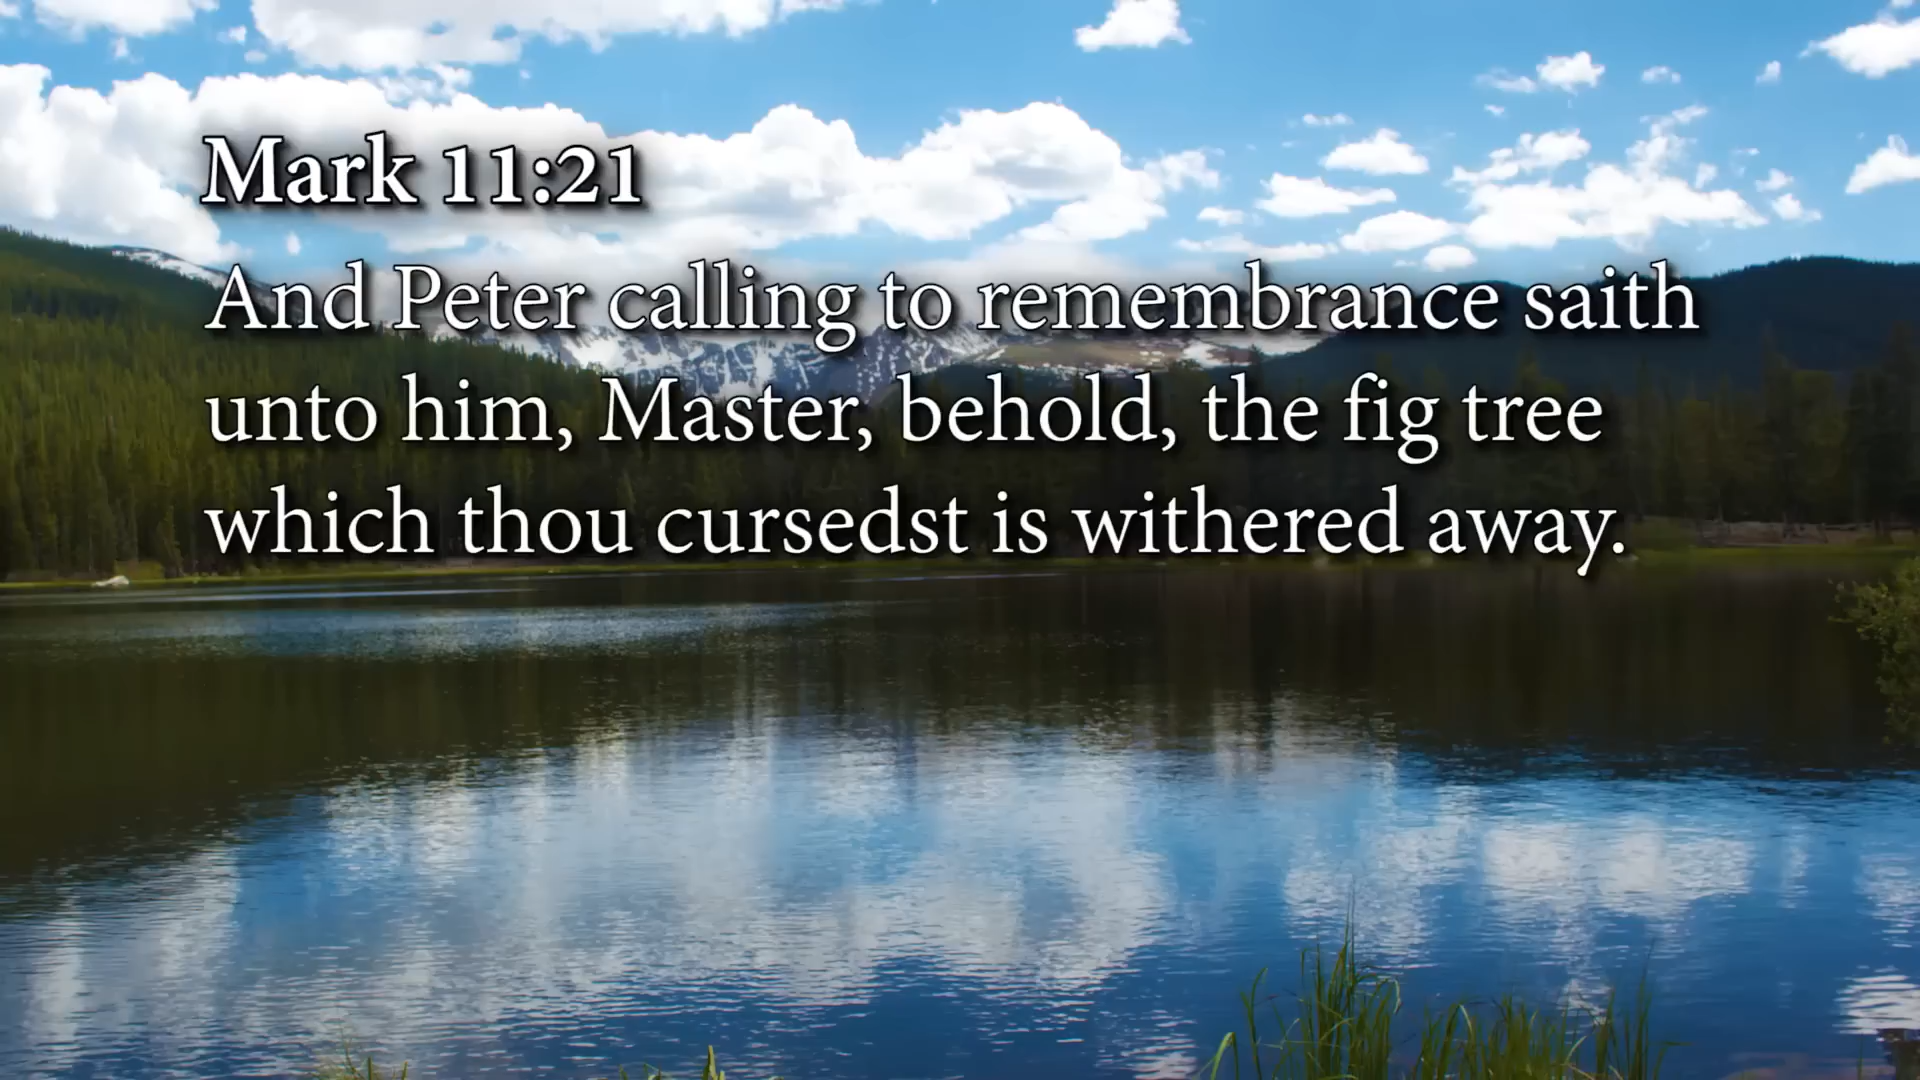 Mark 11:21
And Peter calling to remembrance saith
unto him, Master, behold, the fig tree
which thou cursedst is withered away.